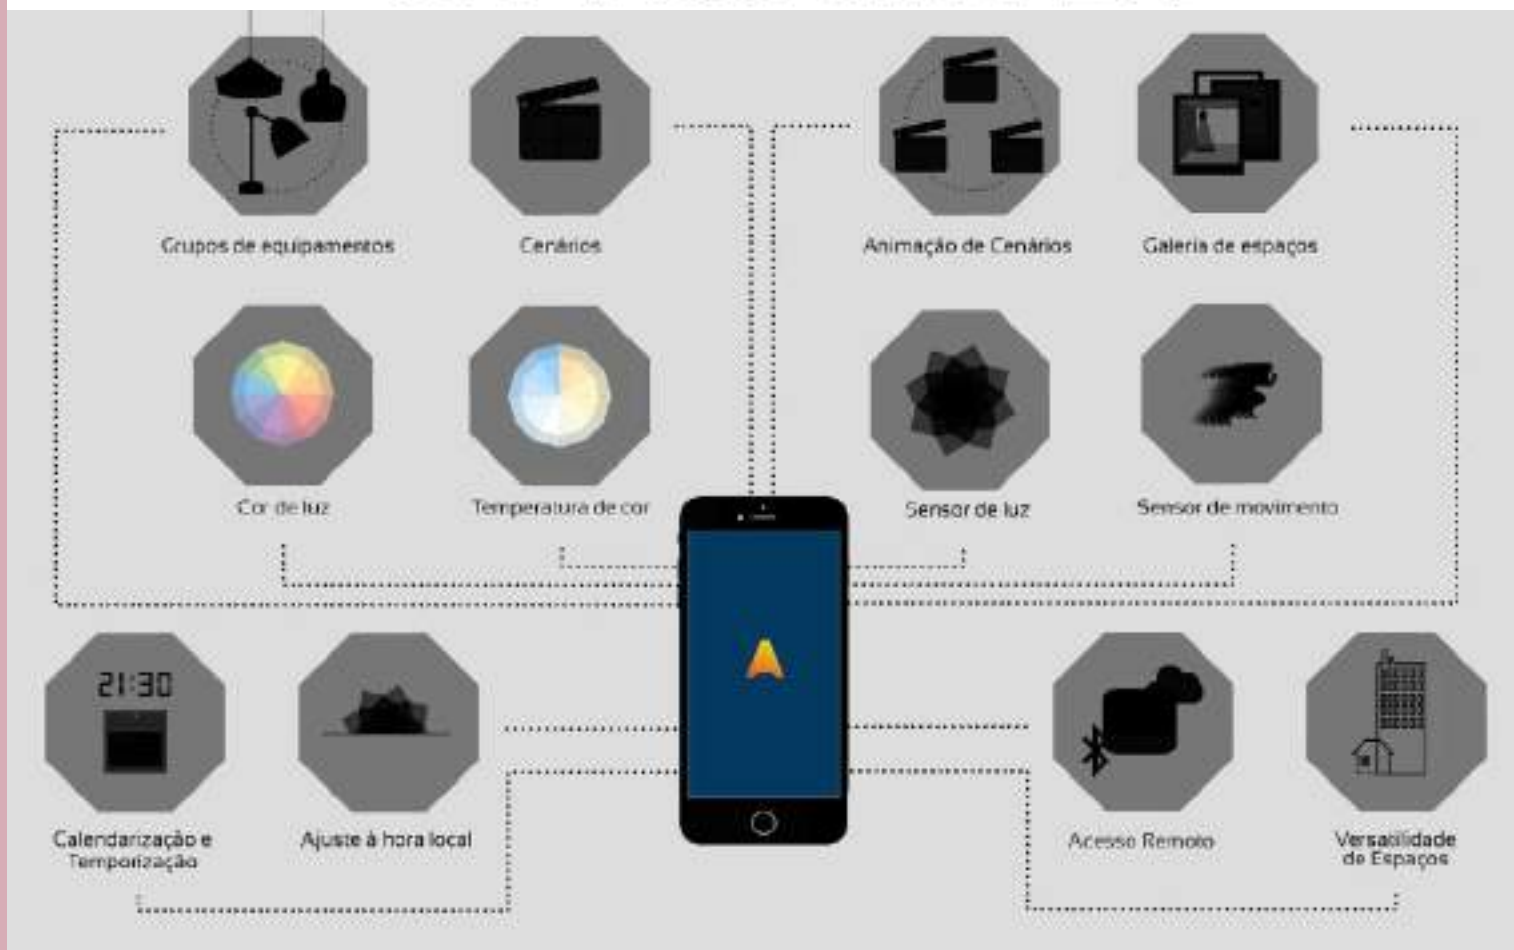 Grupos de equipamentos
Cenários
Animação de Cenários
Galeria de espaços
Cor de luz
Temperatura de cor
Sensor de luz
Sensor de movimento
21:30
Calendarização e
Temporização
Ajuste à hora local
Acesso Remoto
Versatilidade
de Espaços